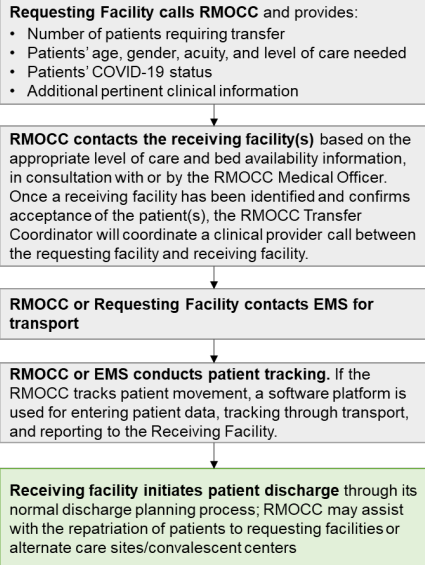 Requesting Facility calls RMOCC and provides:
• Number of patients requiring transfer
• Patients' age, gender, acuity, and level of care needed
• Patients' COVID-19 status
• Additional pertinent clinical information
RMOCC contacts the receiving facility(s) based on the
appropriate level of care and bed availability information,
in consultation with or by the RMOCC Medical Officer.
Once a receiving facility has been identified and confirms
acceptance of the patient(s), the RMOCC Transfer
Coordinator will coordinate a clinical provider call between
the requesting facility and receiving facility.
RMOCC or Requesting Facility contacts EMS for
transport
RMOCC or EMS conducts patient tracking. If the
RMOCC tracks patient movement, a software platform is
used for entering patient data, tracking through transport,
and reporting to the Receiving Facility.
Receiving facility initiates patient discharge through its
normal discharge planning process; RMOCC may assist
with the repatriation of patients to requesting facilities or
alternate care sites/convalescent centers